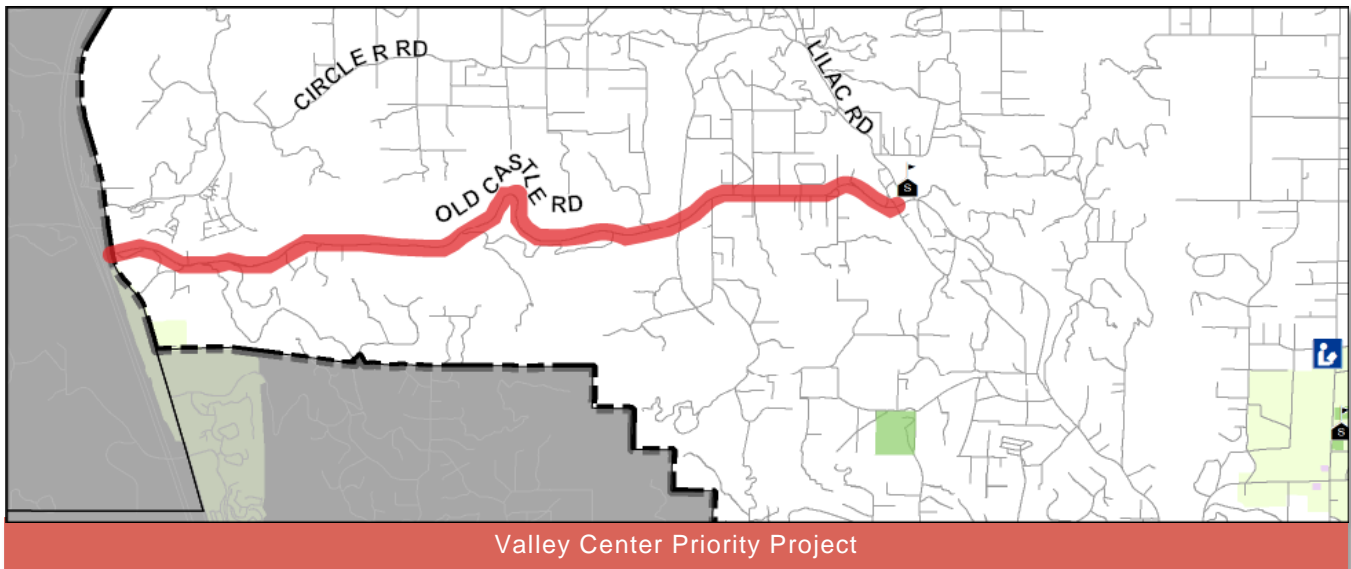 CIRCLE R RD
LILAC RD
OLD CASTLE RD
S
S
Valley Center Priority Project